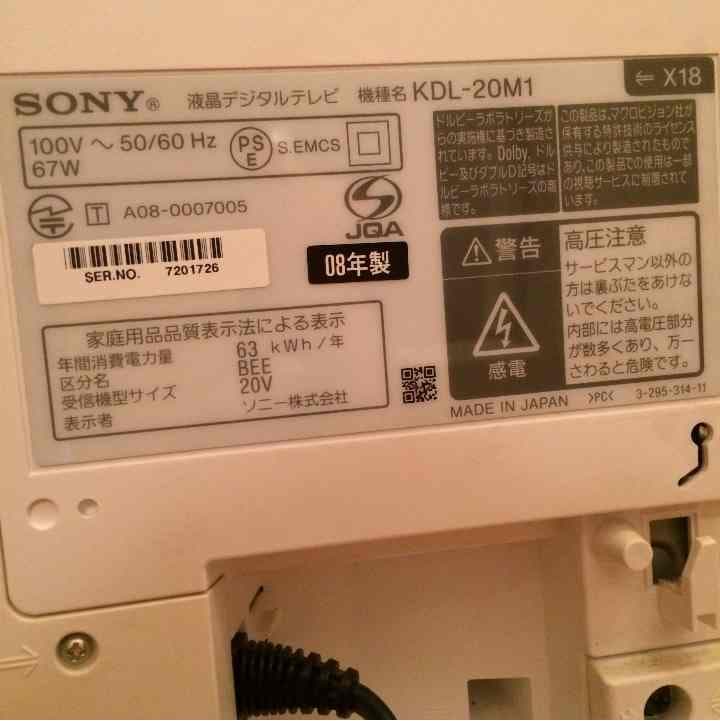 ⇐ X18
SONY® 液晶デジタルテレビ 機種名 KDL-20M1
100V ～ 50/60 Hz
67W
PS
E
S.EMCS
T A08-0007005
JQA
SER.NO. 7201726
08年製
家庭用品品質表示法による表示
年間消費電力量 63 kWh/年
区分名 BEE
受信機型サイズ 20V
表示者 ソニー株式会社
ドルビーラボラトリーズか
らの実施権に基づき製造さ
れています。Dolby、ドル
ビー及びダブルD記号はド
ルビーラボラトリーズの商
標です。
この製品は、マクロビジョン社が
保有する特許技術のライセンス
供与により製造されたもので
あり、この製品での使用は一部
の視聴サービスに制限されて
います。
警告
感電
高圧注意
サービスマン以外の
方は裏ぶたをあけな
いでください。
内部には高電圧部分
が数多くあり、万一
さわると危険です。
MADE IN JAPAN >PC< 3-295-314-11